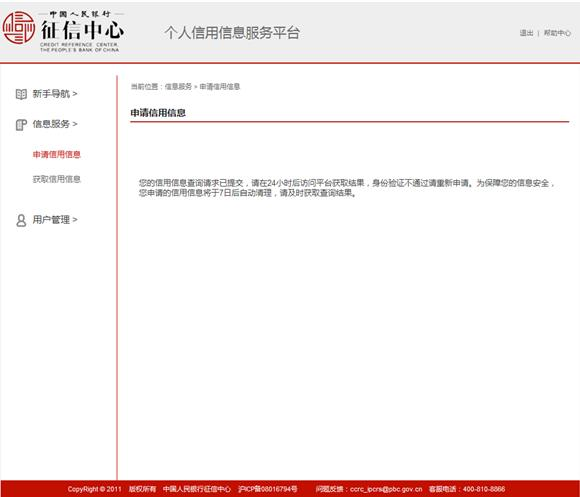 中国人民银行
征信中心
CREDIT REFERENCE CENTER,
THE PEOPLE'S BANK OF CHINA
个人信用信息服务平台
退出 | 帮助中心
新手导航 >
信息服务 >
申请信用信息
获取信用信息
用户管理 >
当前位置：信息服务 > 申请信用信息
申请信用信息
您的信用信息查询请求已提交，请在24小时后访问平台获取结果，身份验证不通过请重新申请。为保障您的信息安全，
您申请的信用信息将于7日后自动清理，请及时获取查询结果。
CopyRight © 2011 版权所有 中国人民银行征信中心 沪ICP备08016794号 问题反馈：ccrc_ipcrs@pbc.gov.cn 客服电话：400-810-8866